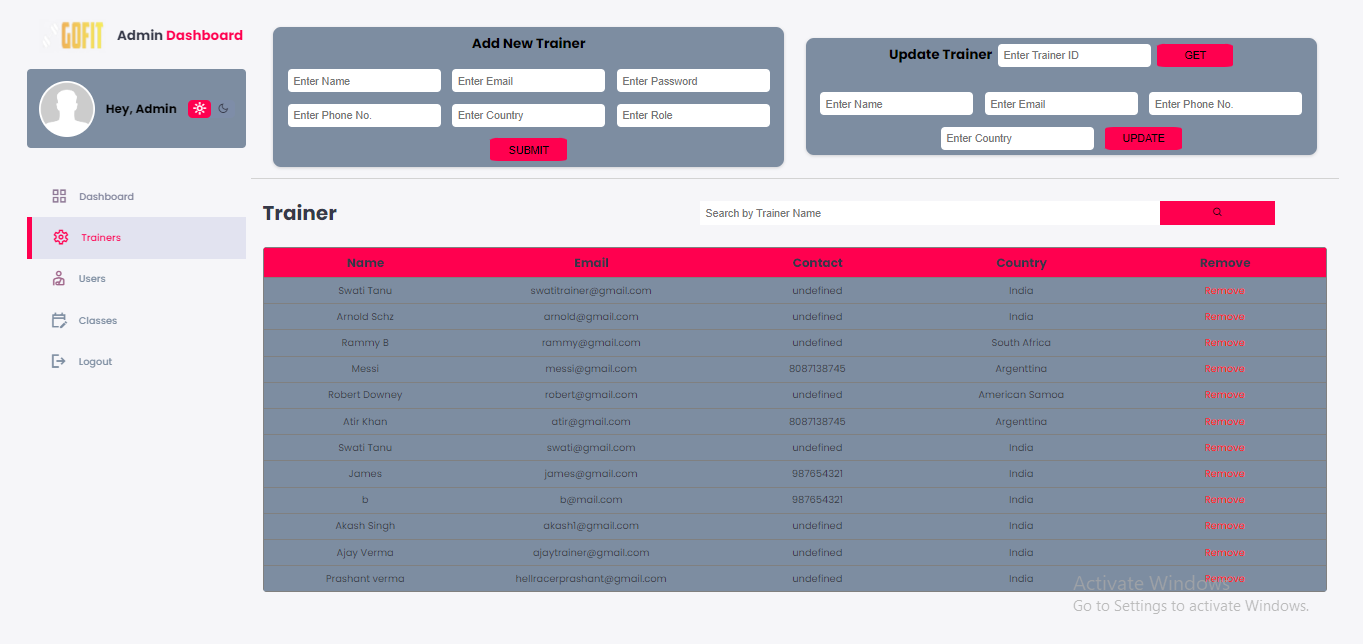 GOFIT Admin Dashboard
Hey, Admin
Dashboard
Trainers
Users
Classes
Logout
Add New Trainer
Enter Name Enter Email Enter Password
Enter Phone No. Enter Country Enter Role
SUBMIT
Update Trainer Enter Trainer ID GET
Enter Name Enter Email Enter Phone No.
Enter Country UPDATE
Trainer Search by Trainer Name
Name Email Contact Country Remove
Swati Tanu swatitrainer@gmail.com undefined India Remove
Arnold Schz arnold@gmail.com undefined India Remove
Rammy B rammy@gmail.com undefined South Africa Remove
Messi messi@gmail.com 8087138745 Argenttina Remove
Robert Downey robert@gmail.com undefined American Samoa Remove
Atir Khan atir@gmail.com 8087138745 Argenttina Remove
Swati Tanu swati@gmail.com undefined India Remove
James james@gmail.com 987654321 India Remove
b b@mail.com 987654321 India Remove
Akash Singh akash1@gmail.com undefined India Remove
Ajay Verma ajaytrainer@gmail.com undefined India Remove
Prashant verma hellracerprashant@gmail.com undefined India Remove
Activate Windows
Go to Settings to activate Windows.